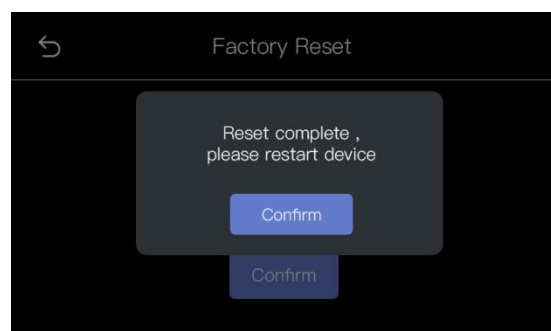 Factory Reset
Reset complete ,
please restart device
Confirm
Confirm